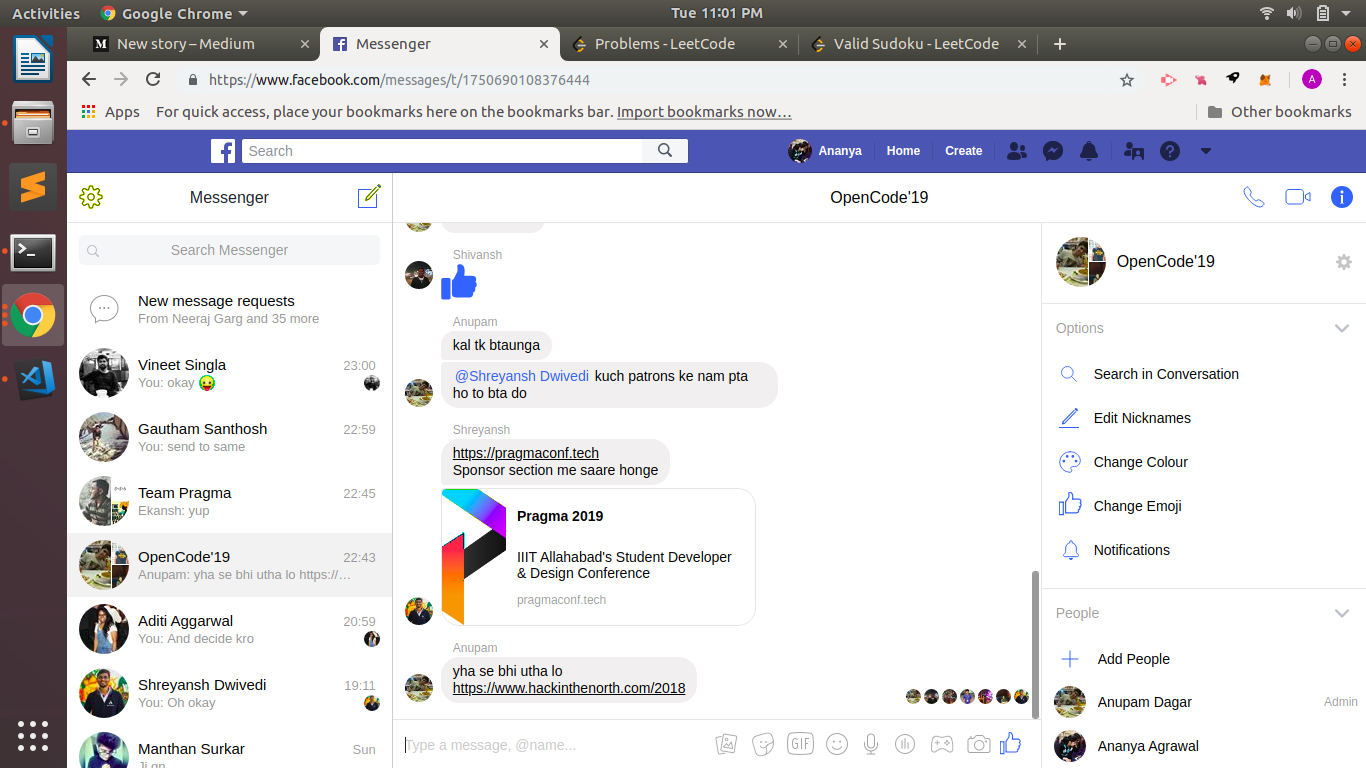 Activities Google Chrome Tue 11:01 PM
New story – Medium Messenger Problems - LeetCode Valid Sudoku - LeetCode
https://www.facebook.com/messages/t/1750690108376444 A
Apps For quick access, place your bookmarks here on the bookmarks bar. Import bookmarks now… Other bookmarks
Search Ananya Home Create
Messenger
Search Messenger
New message requests
From Neeraj Garg and 35 more
Vineet Singla 23:00
You: okay
Gautham Santhosh 22:59
You: send to same
Team Pragma 22:45
Ekansh: yup
OpenCode'19 22:43
Anupam: yha se bhi utha lo https://…
Aditi Aggarwal 20:59
You: And decide kro
Shreyansh Dwivedi 19:11
You: Oh okay
Manthan Surkar Sun
OpenCode'19
Shivansh
Anupam
kal tk btaunga
@Shreyansh Dwivedi kuch patrons ke nam pta
ho to bta do
Shreyansh
https://pragmaconf.tech
Sponsor section me saare honge
Pragma 2019
IIIT Allahabad's Student Developer
& Design Conference
pragmaconf.tech
Anupam
yha se bhi utha lo
https://www.hackinthenorth.com/2018
Type a message, @name...
GIF
OpenCode'19
Options
Search in Conversation
Edit Nicknames
Change Colour
Change Emoji
Notifications
People
Add People
Anupam Dagar Admin
Ananya Agrawal